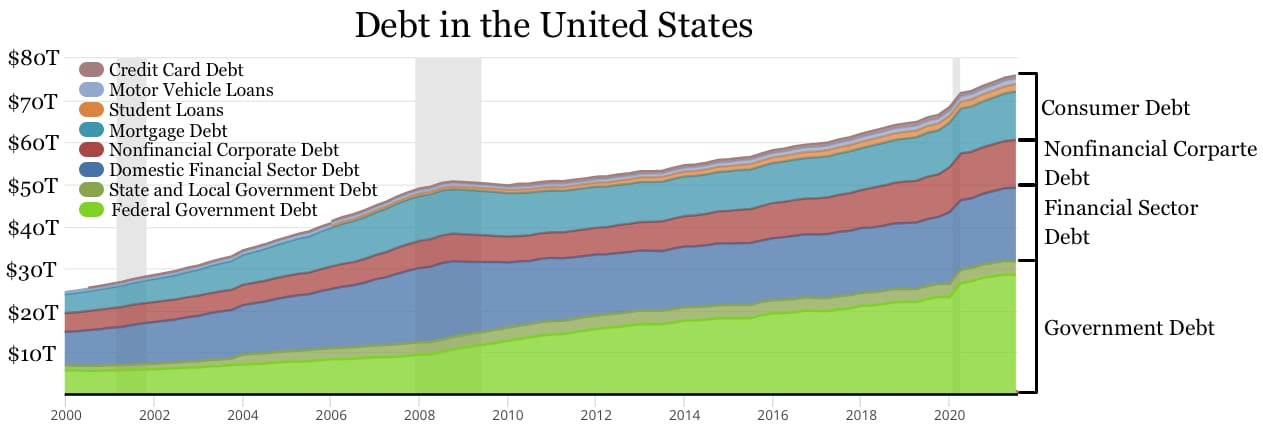 Debt in the United States
$80T
$70T
$60T
$50T
$40T
$30T
$20T
$10T
Credit Card Debt
Motor Vehicle Loans
Student Loans
Mortgage Debt
Nonfinancial Corporate Debt
Domestic Financial Sector Debt
State and Local Government Debt
Federal Government Debt
Consumer Debt
Nonfinancial Corparte
Debt
Financial Sector
Debt
Government Debt
2000 2002 2004 2006 2008 2010 2012 2014 2016 2018 2020